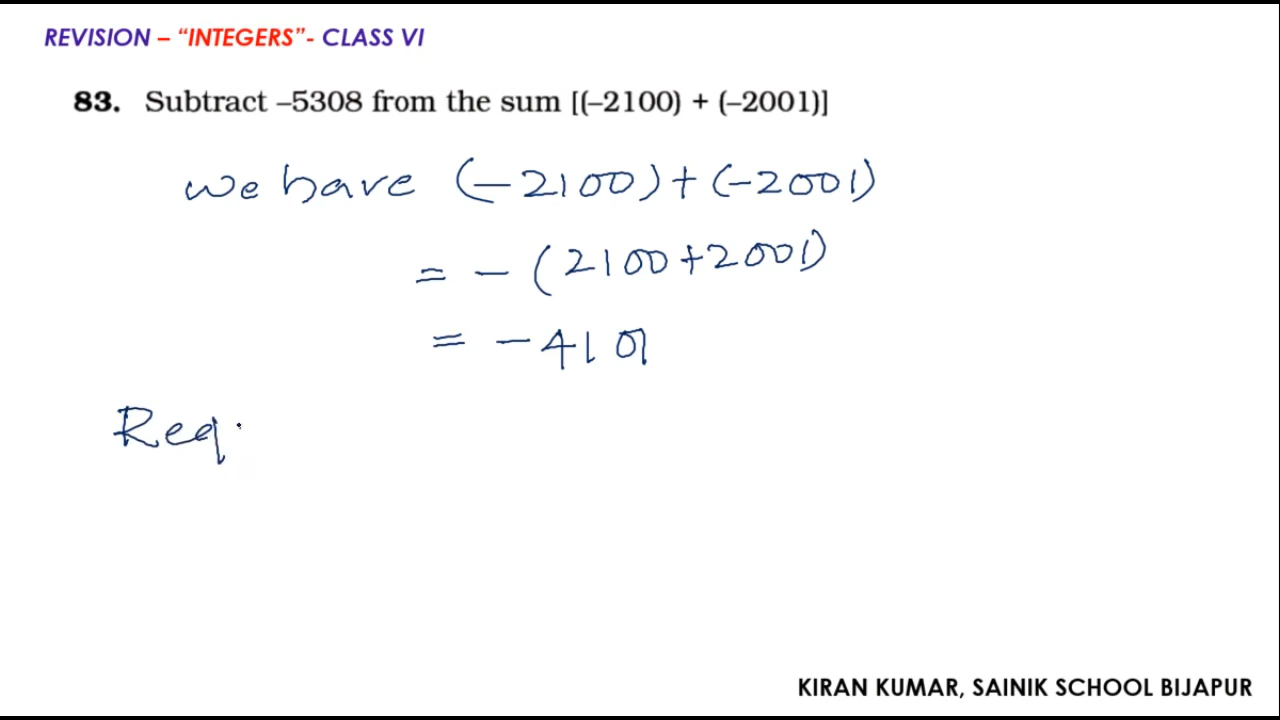 REVISION – “INTEGERS”- CLASS VI
83. Subtract –5308 from the sum [(–2100) + (–2001)]
we have (-2100)+(-2001)
= -(2100+2001)
= -4101
Req
KIRAN KUMAR, SAINIK SCHOOL BIJAPUR